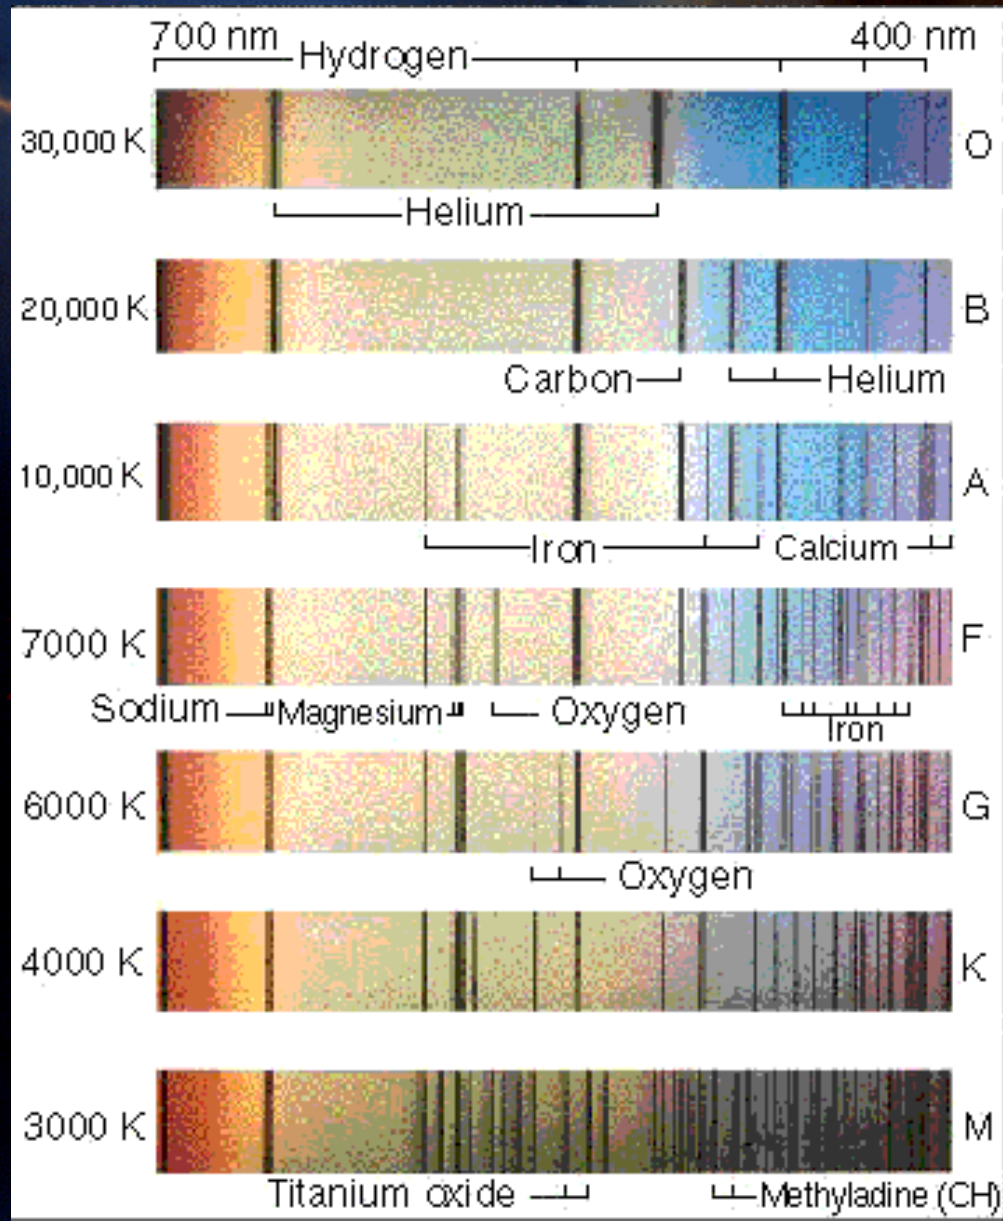 700 nm 400 nm
Hydrogen
30,000 K O
Helium
20,000 K B
Carbon Helium
10,000 K A
Iron Calcium
7000 K F
Sodium Magnesium Oxygen Iron
6000 K G
Oxygen
4000 K K
3000 K M
Titanium oxide Methyladine (CH)